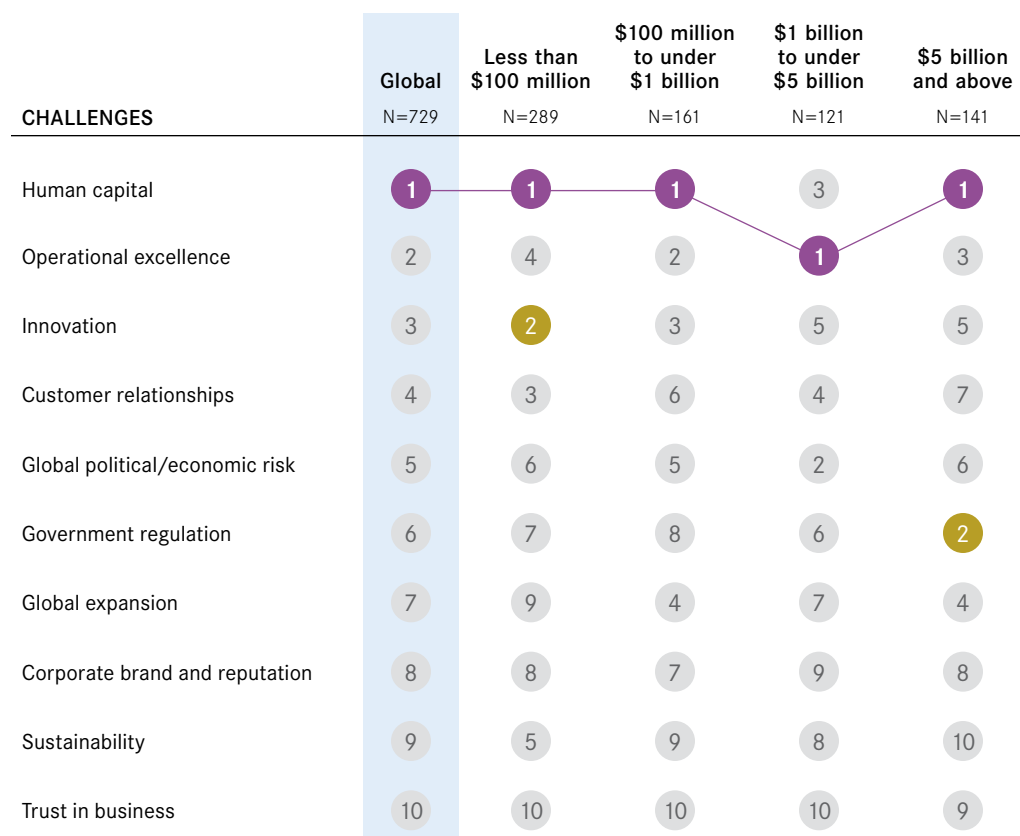 Global
Less than
$100 million
$100 million
to under
$1 billion
$1 billion
to under
$5 billion
$5 billion
and above
CHALLENGES N=729 N=289 N=161 N=121 N=141
Human capital 1 1 1 3 1
Operational excellence 2 4 2 1 3
Innovation 3 2 3 5 5
Customer relationships 4 3 6 4 7
Global political/economic risk 5 6 5 2 6
Government regulation 6 7 8 6 2
Global expansion 7 9 4 7 4
Corporate brand and reputation 8 8 7 9 8
Sustainability 9 5 9 8 10
Trust in business 10 10 10 10 9